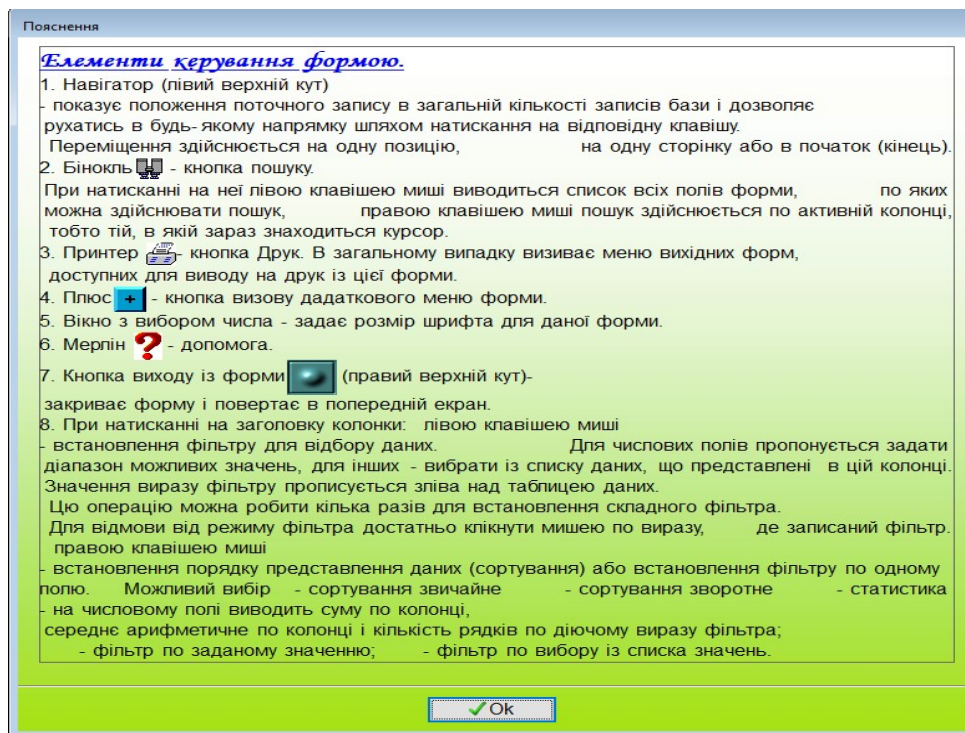 Пояснення
Елементи керування формою.
1. Навігатор (лівий верхній кут)
- показує положення поточного запису в загальній кількості записів бази і дозволяє
рухатись в будь-якому напрямку шляхом натискання на відповідну клавішу.
Переміщення здійснюється на одну позицію, на одну сторінку або в початок (кінець).
2. Бінокль - кнопка пошуку.
При натисканні на неї лівою клавішею миші виводиться список всіх полів форми, по яких
можна здійснювати пошук, правою клавішею миші пошук здійснюється по активній колонці,
тобто тій, в якій зараз знаходиться курсор.
3. Принтер - кнопка Друк. В загальному випадку визиває меню вихідних форм,
доступних для виводу на друк із цієї форми.
4. Плюс + - кнопка визову дадаткового меню форми.
5. Вікно з вибором числа - задає розмір шрифта для даної форми.
6. Мерлін ? - допомога.
7. Кнопка виходу із форми (правий верхній кут)-
закриває форму і повертає в попередній екран.
8. При натисканні на заголовку колонки: лівою клавішею миші
- встановлення фільтру для відбору даних. Для числових полів пропонується задати
діапазон можливих значень, для інших - вибрати із списку даних, що представлені в цій колонці.
Значення виразу фільтру прописується зліва над таблицею даних.
Цю операцію можна робити кілька разів для встановлення складного фільтра.
Для відмови від режиму фільтра достатньо клікнути мишею по виразу, де записаний фільтр.
правою клавішею миші
- встановлення порядку представлення даних (сортування) або встановлення фільтру по одному
полю. Можливий вибір - сортування звичайне - сортування зворотне - статистика
- на числовому полі виводить суму по колонці,
середнє арифметичне по колонці і кількість рядків по діючому виразу фільтра;
- фільтр по заданому значенню; - фільтр по вибору із списка значень.
Ok